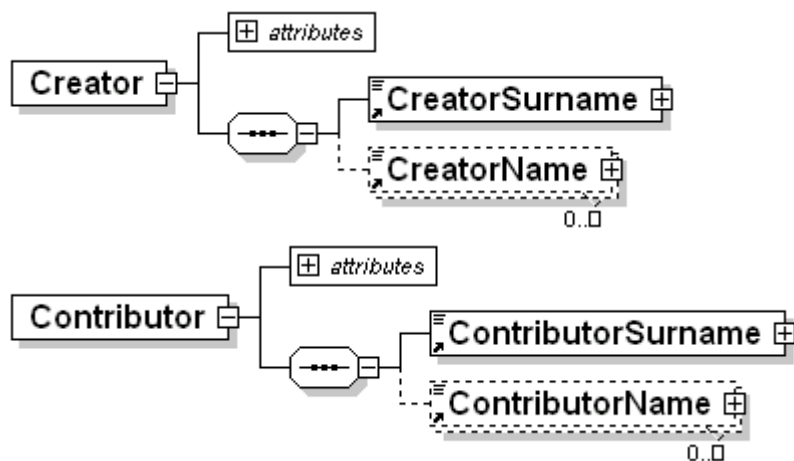 attributes
Creator
CreatorSurname
CreatorName
0..□
attributes
Contributor
ContributorSurname
ContributorName
0..□